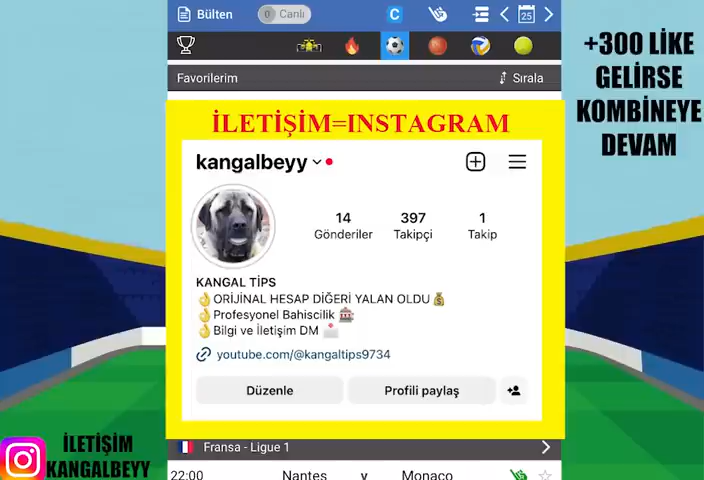 Bülten
0 Canlı
C
25
+300 LİKE
GELİRSE
KOMBİNEYE
DEVAM
Favorilerim
Sırala
İLETİŞİM=INSTAGRAM
kangalbeyy
14 397 1
Gönderiler Takipçi Takip
KANGAL TİPS
ORİJİNAL HESAP DİĞERİ YALAN OLDU
Profesyonel Bahiscilik
Bilgi ve İletişim DM
youtube.com/@kangaltips9734
Düzenle Profili paylaş
Fransa - Ligue 1
22:00 Nantes v Monaco
İLETİŞİM
KANGALBEYY